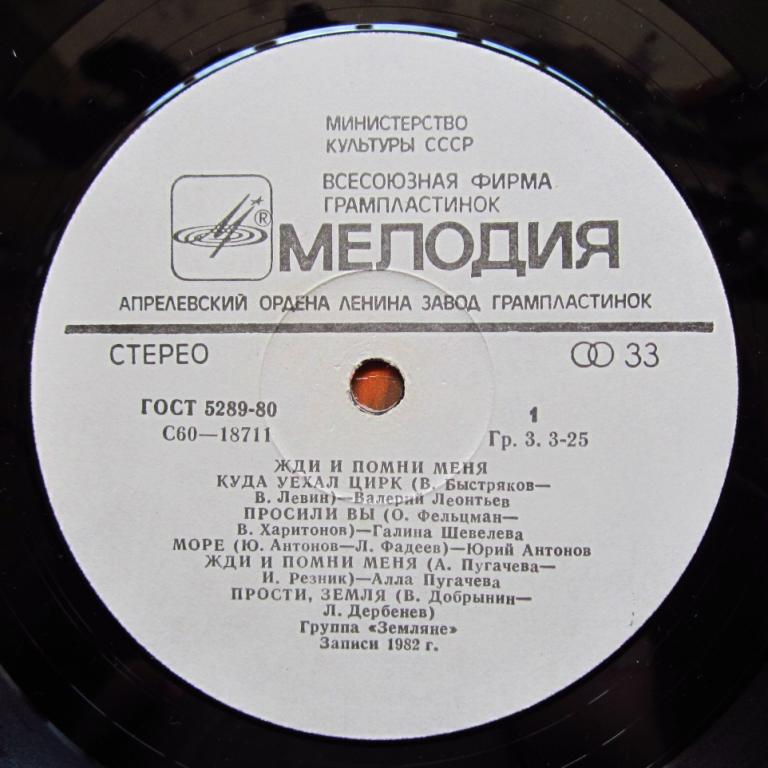 МИНИСТЕРСТВО
КУЛЬТУРЫ СССР
ВСЕСОЮЗНАЯ ФИРМА
ГРАМПЛАСТИНОК
®
МЕЛОДИЯ
АПРЕЛЕВСКИЙ ОРДЕНА ЛЕНИНА ЗАВОД ГРАМПЛАСТИНОК
СТЕРЕО 33
ГОСТ 5289-80 1
С60—18711 Гр. 3. 3-25
ЖДИ И ПОМНИ МЕНЯ
КУДА УЕХАЛ ЦИРК (В. Быстряков—
В. Левин)—Валерий Леонтьев
ПРОСИЛИ ВЫ (О. Фельцман—
В. Харитонов)—Галина Шевелева
МОРЕ (Ю. Антонов—Л. Фадеев)—Юрий Антонов
ЖДИ И ПОМНИ МЕНЯ (А. Пугачева—
И. Резник)—Алла Пугачева
ПРОСТИ, ЗЕМЛЯ (В. Добрынин—
Л. Дербенев)
Группа «Земляне»
Записи 1982 г.